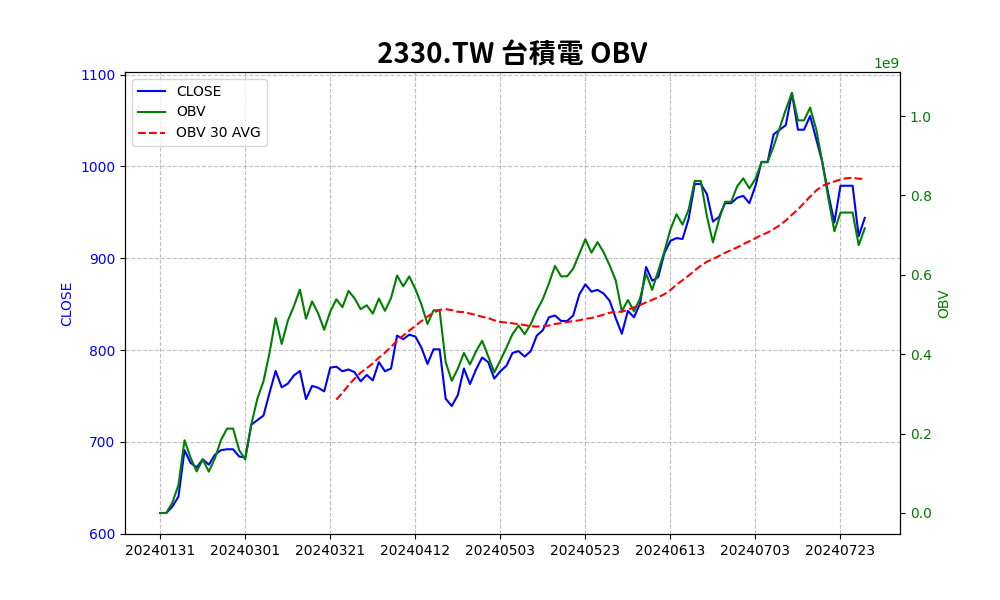 2330.TW 台積電 OBV
1e9
CLOSE
OBV
OBV 30 AVG
1100
1000
900
800
700
600
CLOSE
1.0
0.8
0.6
0.4
0.2
0.0
OBV
20240131 20240301 20240321 20240412 20240503 20240523 20240613 20240703 20240723